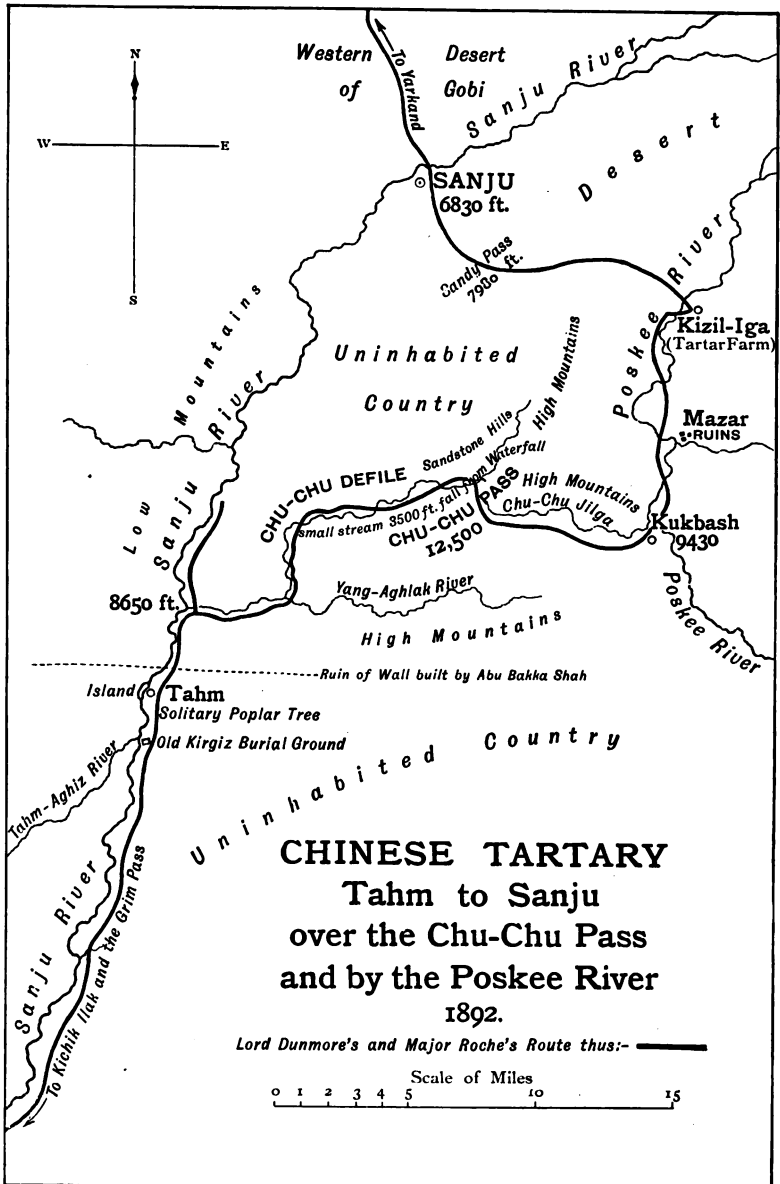 Western Desert
of Gobi
To Yarkand
Sanju River
Desert
N
W E
S
SANJU
6830 ft.
Sandy Pass
7980 ft.
Poskee River
Kizil-Iga
(Tartar Farm)
Low Mountains
Sanju River
Uninhabited
Country
High Mountains
Mazar
RUINS
Sandstone Hills
CHU-CHU DEFILE
small stream 3500 ft. fall from Waterfall
CHU-CHU PASS
12,500
High Mountains
Chu-Chu Jilga
Kukbash
9430
Poskee River
8650 ft.
Yang-Aghlak River
High Mountains
Ruin of Wall built by Abu Bakka Shah
Island
Tahm
Solitary Poplar Tree
Old Kirgiz Burial Ground
Tahm-Aghiz River
Uninhabited Country
Sanju River
To Kichik Ilak and the Grim Pass
CHINESE TARTARY
Tahm to Sanju
over the Chu-Chu Pass
and by the Poskee River
1892.
Lord Dunmore's and Major Roche's Route thus:-
Scale of Miles
0 1 2 3 4 5 10 15